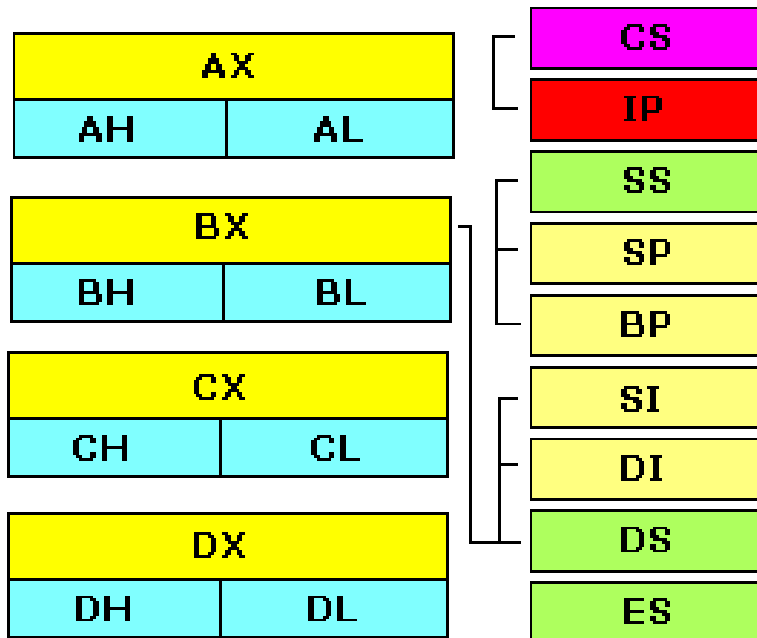 AX
AH AL
BX
BH BL
CX
CH CL
DX
DH DL
CS
IP
SS
SP
BP
SI
DI
DS
ES